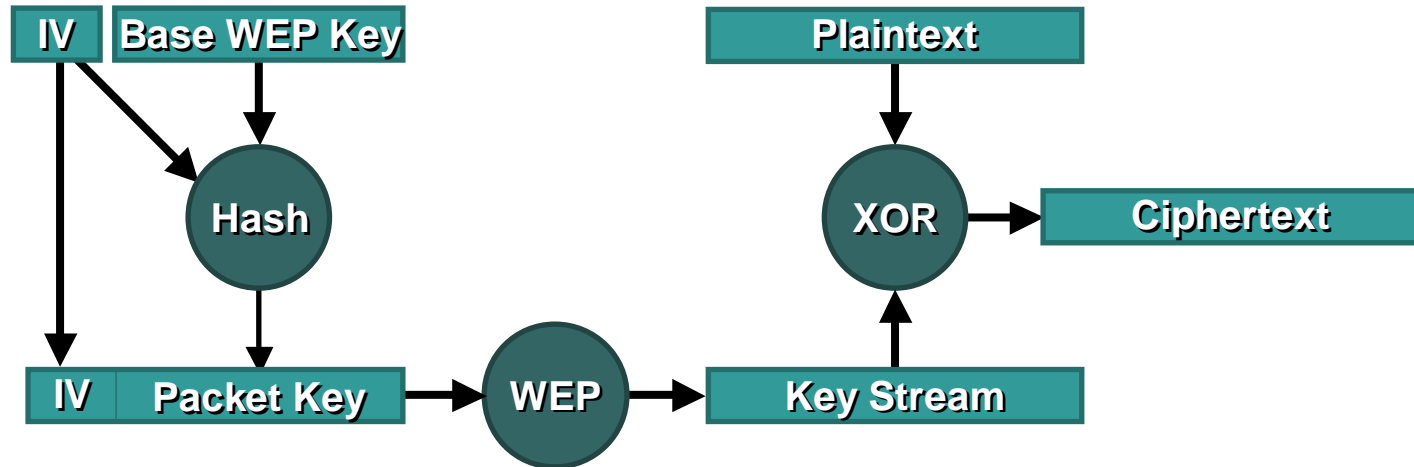 IV
Base WEP Key
Plaintext
Hash
XOR
Ciphertext
IV
Packet Key
WEP
Key Stream